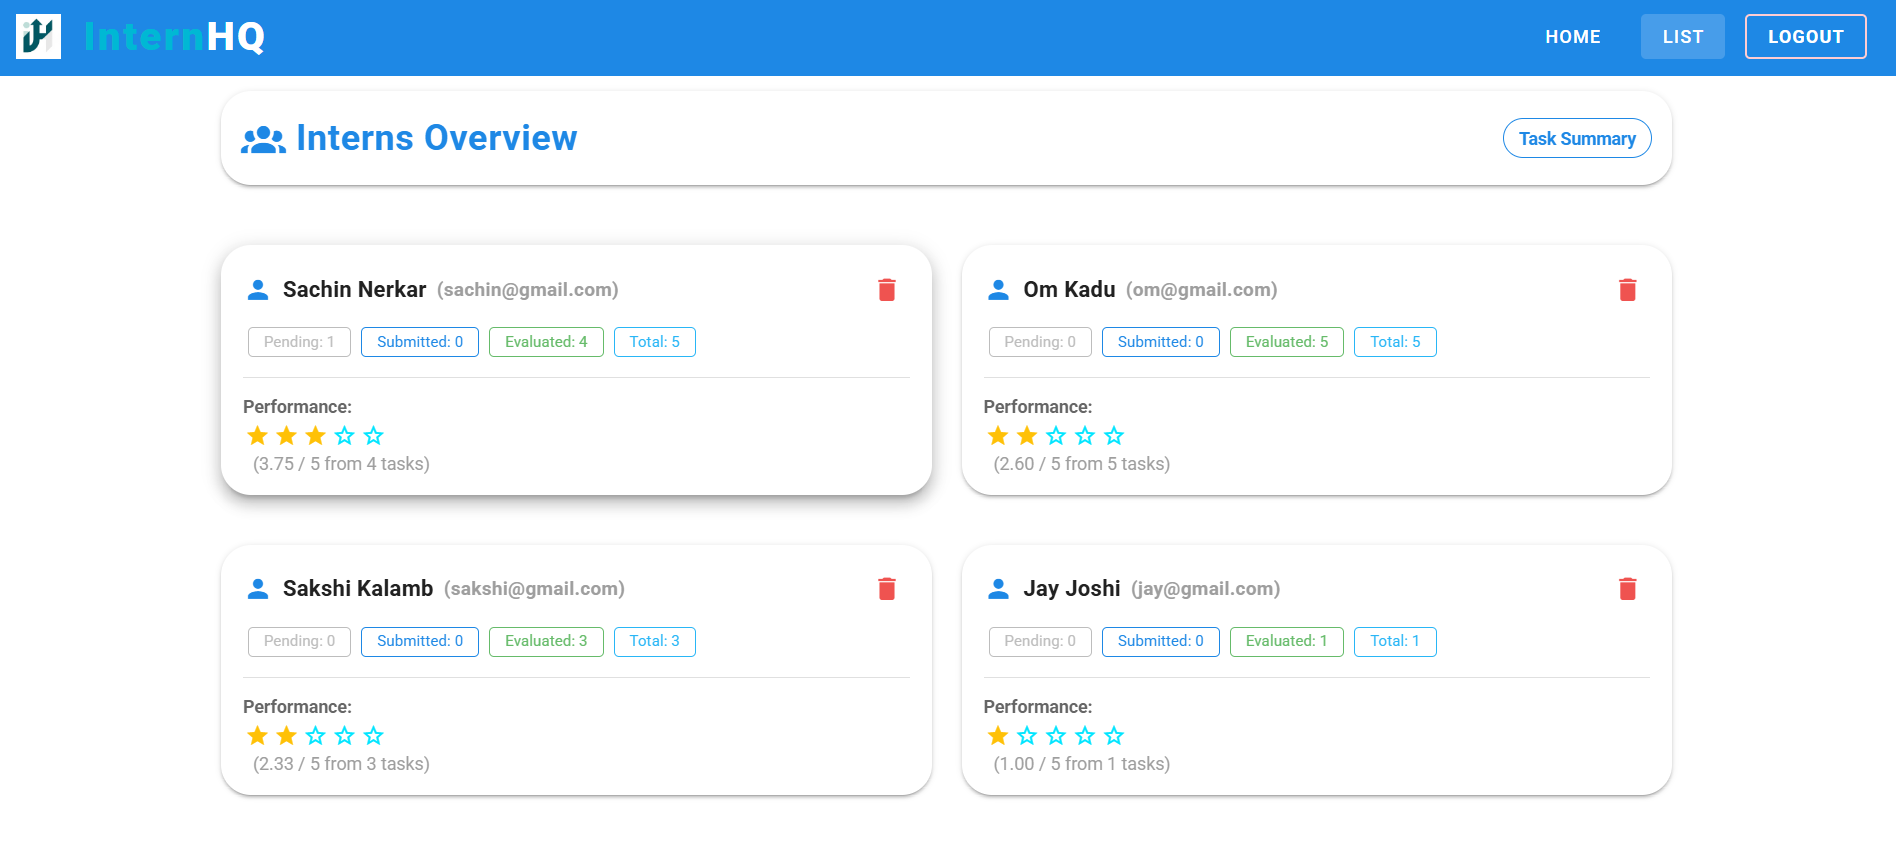 InternHQ
HOME
LIST
LOGOUT
Interns Overview
Task Summary
Sachin Nerkar (sachin@gmail.com)
Pending: 1 Submitted: 0 Evaluated: 4 Total: 5
Performance:
(3.75 / 5 from 4 tasks)
Om Kadu (om@gmail.com)
Pending: 0 Submitted: 0 Evaluated: 5 Total: 5
Performance:
(2.60 / 5 from 5 tasks)
Sakshi Kalamb (sakshi@gmail.com)
Pending: 0 Submitted: 0 Evaluated: 3 Total: 3
Performance:
(2.33 / 5 from 3 tasks)
Jay Joshi (jay@gmail.com)
Pending: 0 Submitted: 0 Evaluated: 1 Total: 1
Performance:
(1.00 / 5 from 1 tasks)